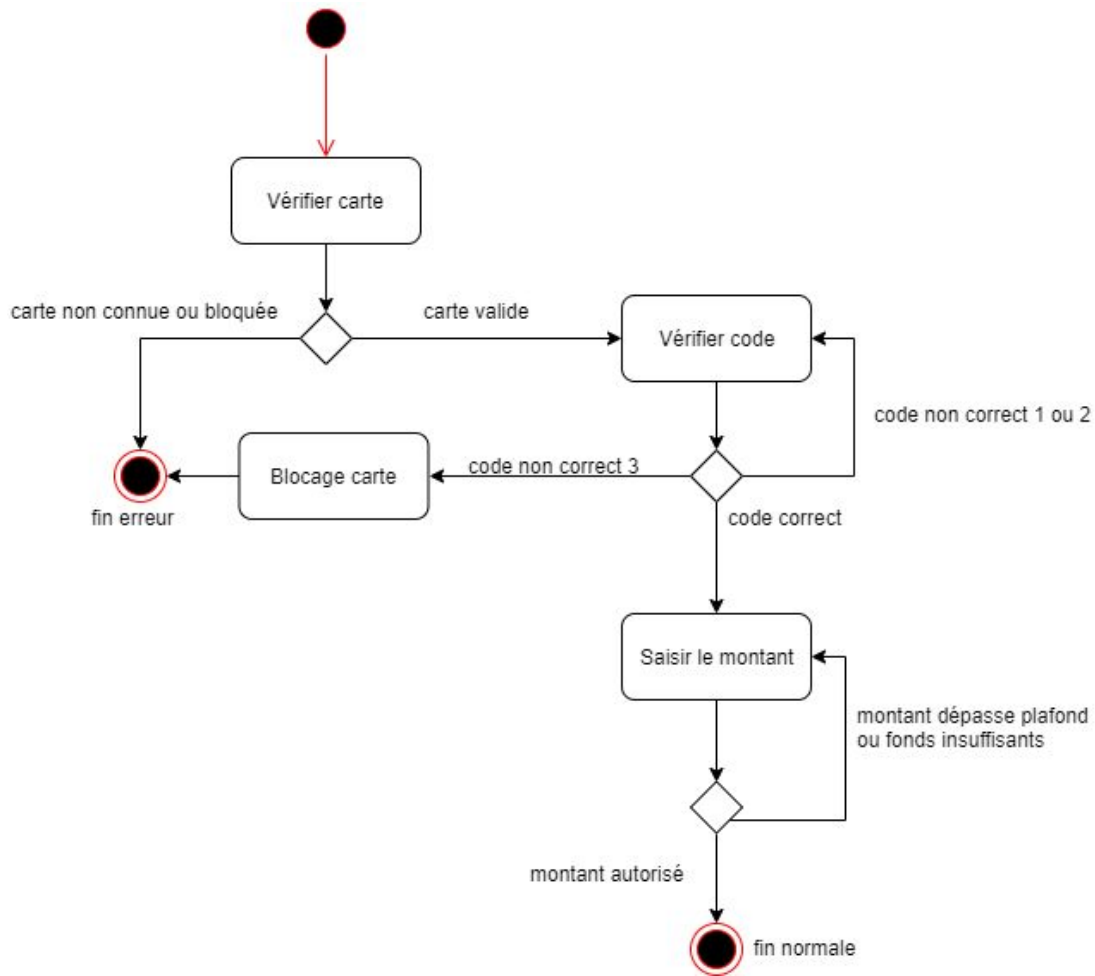 Vérifier carte
carte non connue ou bloquée
carte valide
Vérifier code
code non correct 1 ou 2
Blocage carte
code non correct 3
fin erreur
code correct
Saisir le montant
montant dépasse plafond
ou fonds insuffisants
montant autorisé
fin normale